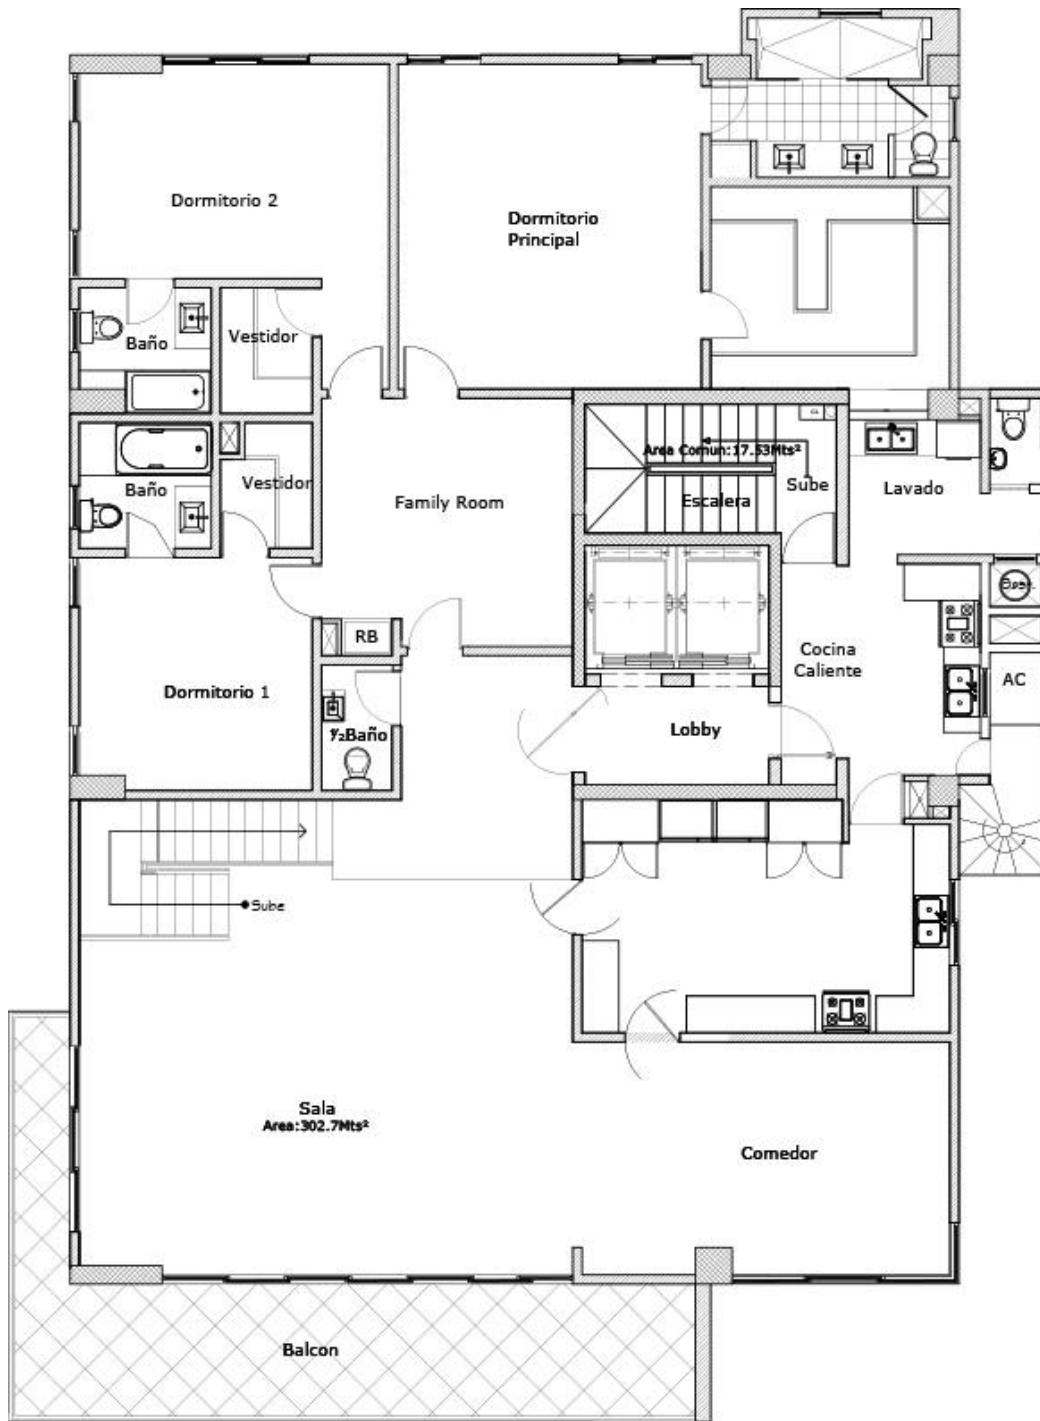 Dormitorio 2
Dormitorio
Principal
Baño
Vestidor
Area Comun:17.53Mts²
Escalera
Sube
Lavado
Baño
Vestidor
Family Room
RB
Cocina
Caliente
AC
Dormitorio 1
½Baño
Lobby
Sube
Sala
Area:302.7Mts²
Comedor
Balcon